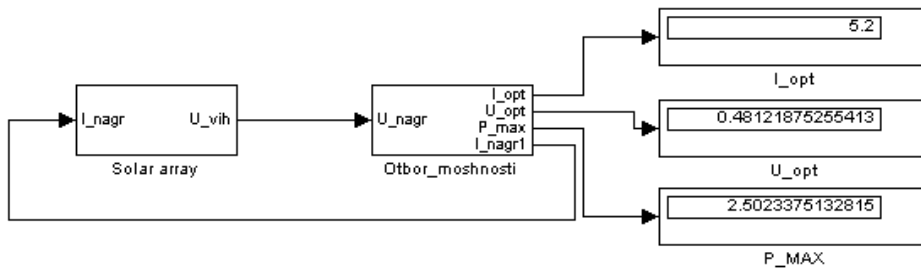 5.2
I_opt
I_nagr
U_vih
Solar array
U_nagr
I_opt
U_opt
P_max
I_nagr1
Otbor_moshnosti
0.48121875255413
U_opt
2.5023375132815
P_MAX